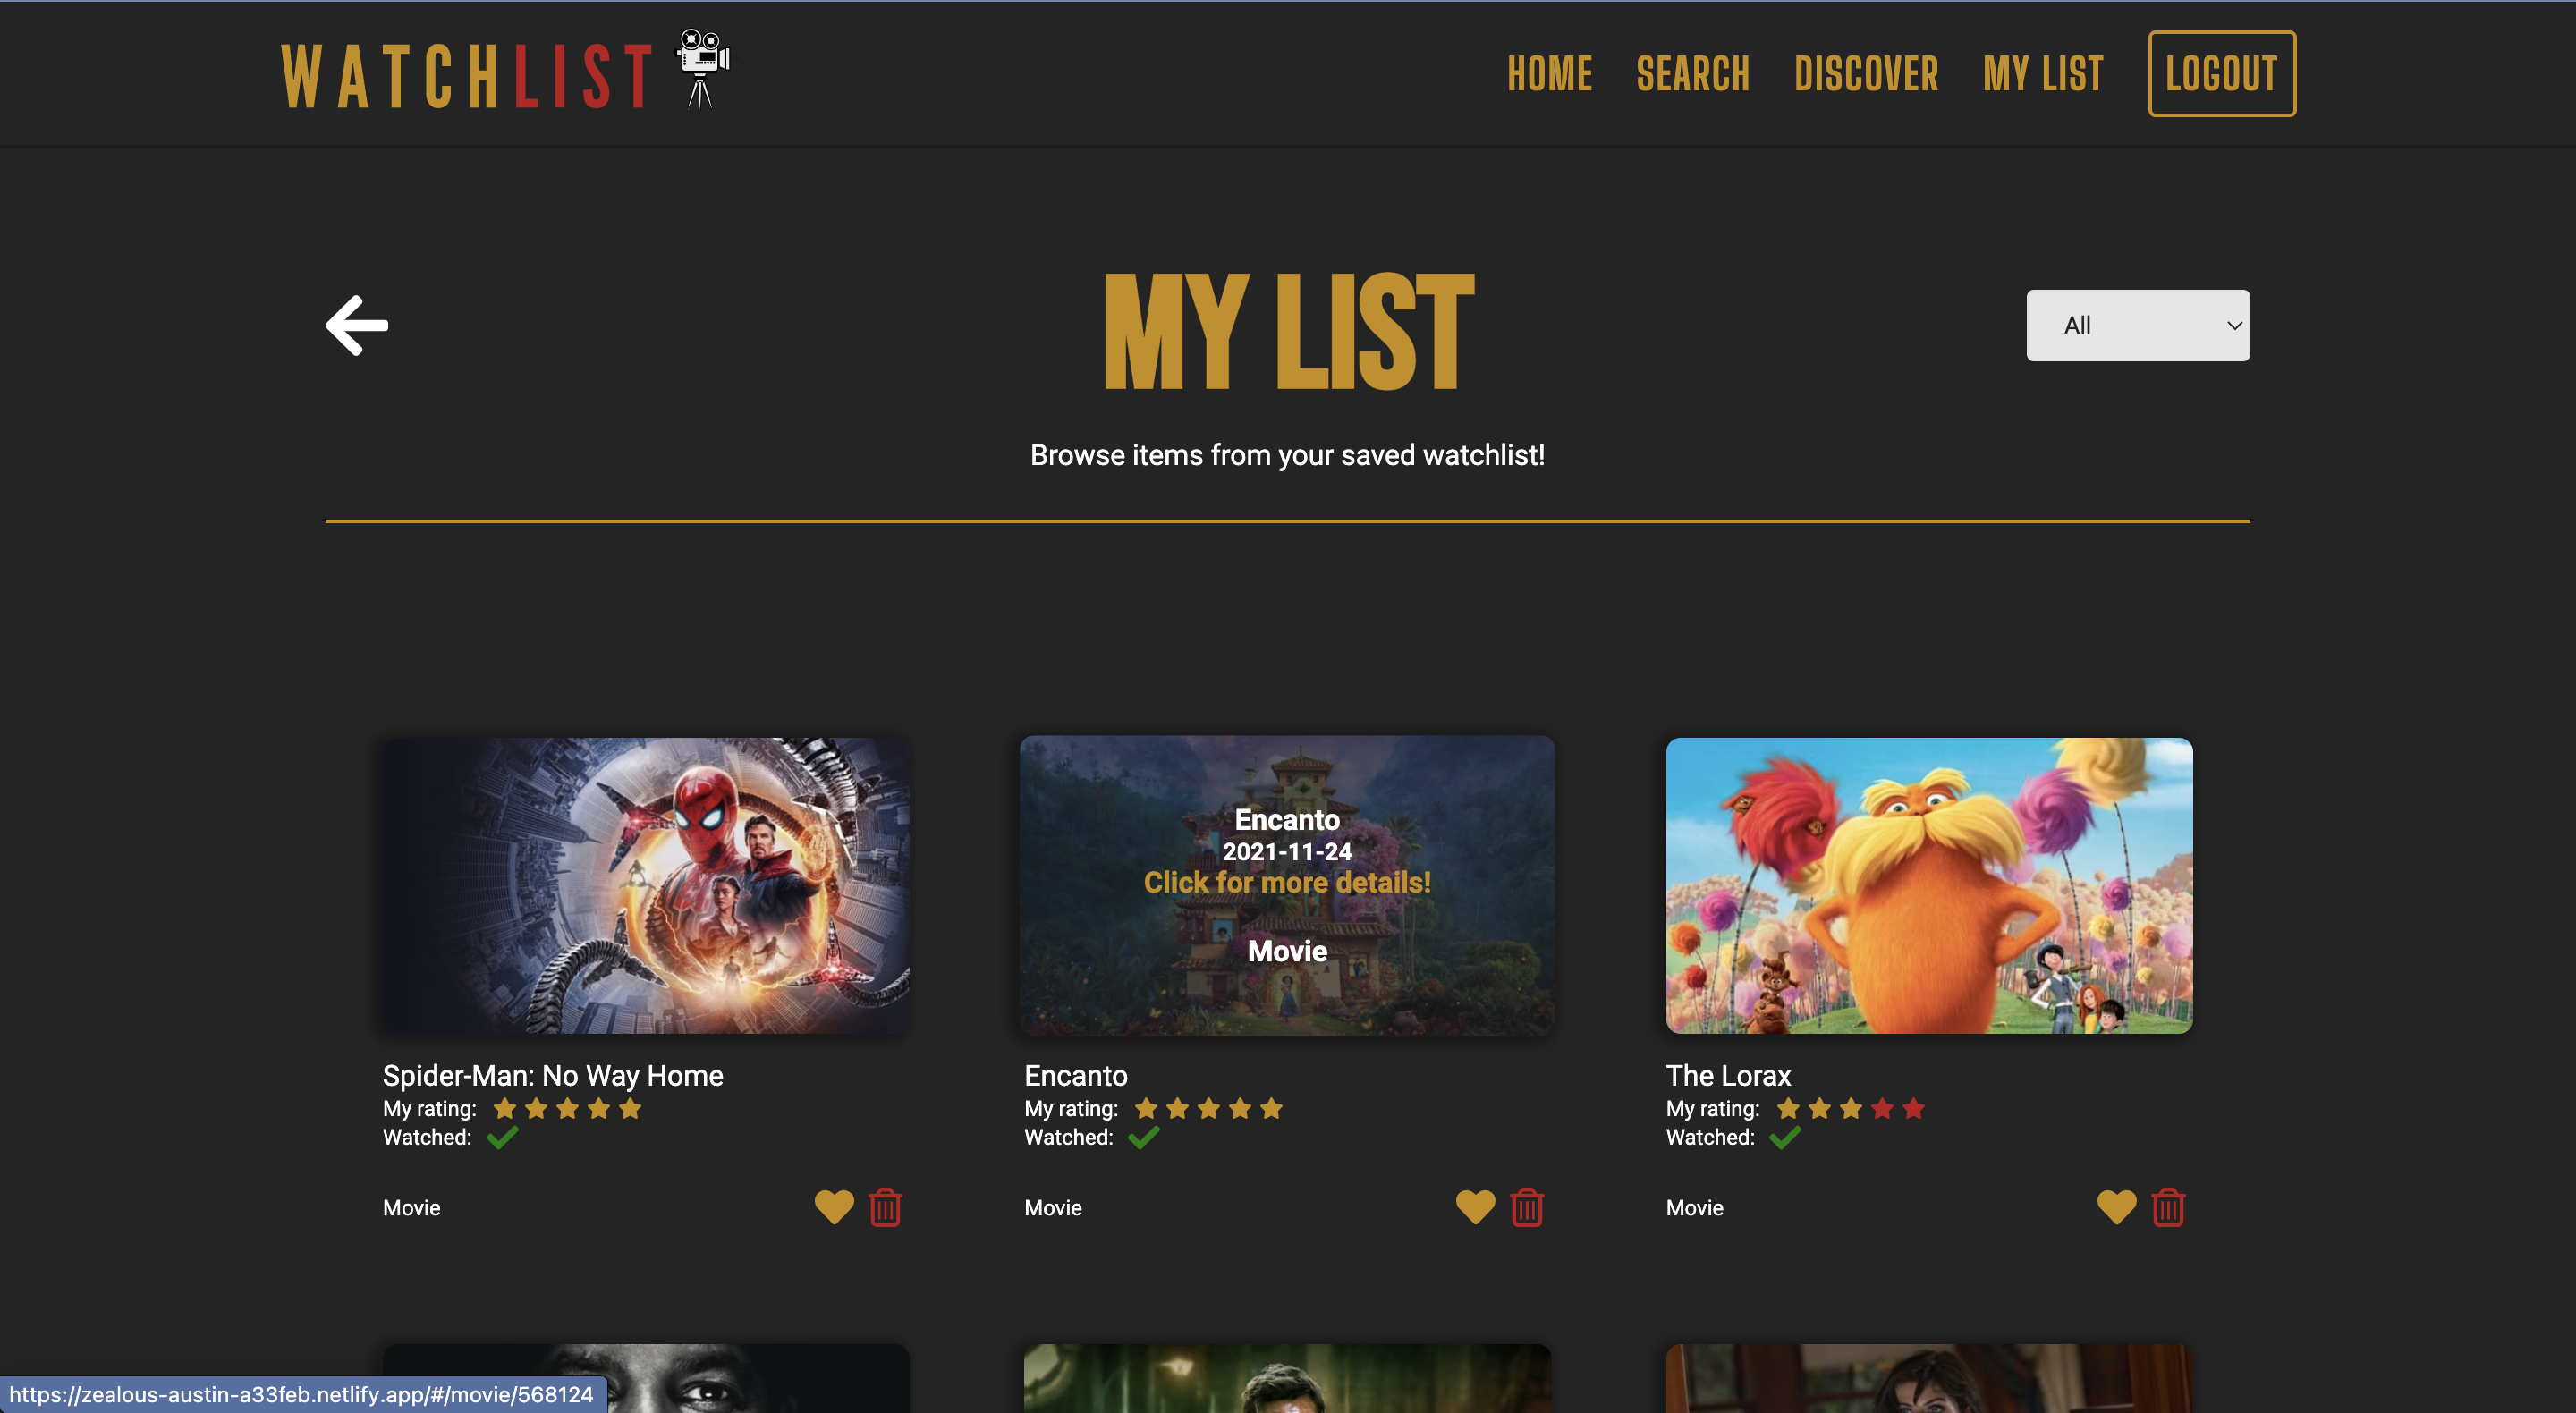 WATCHLIST
HOME SEARCH DISCOVER MY LIST LOGOUT
MY LIST
All
Browse items from your saved watchlist!
Encanto
2021-11-24
Click for more details!
Movie
Spider-Man: No Way Home
My rating:
Watched:
Movie
Encanto
My rating:
Watched:
Movie
The Lorax
My rating:
Watched:
Movie
https://zealous-austin-a33feb.netlify.app/#/movie/568124